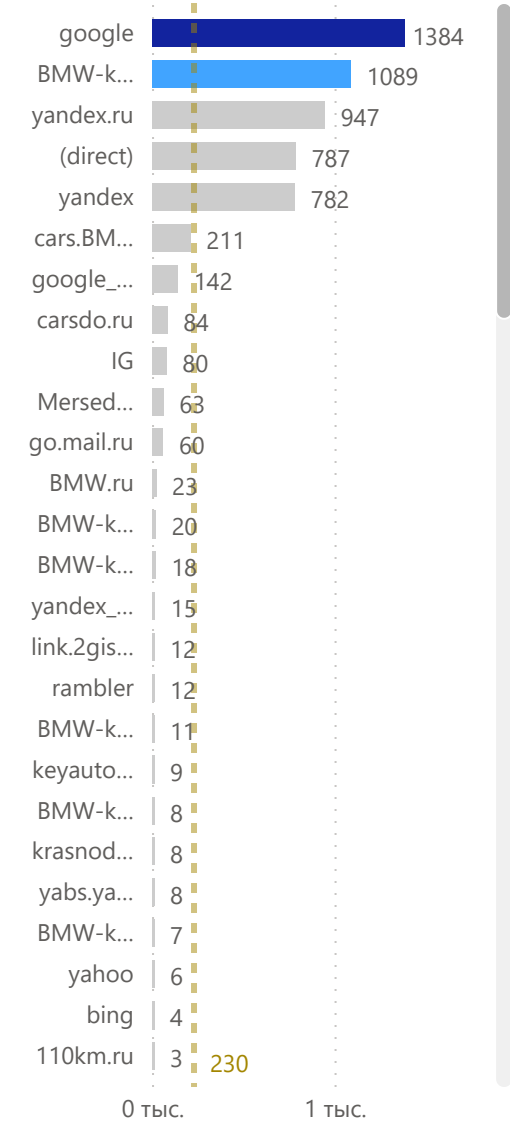 google 1384
BMW-k... 1089
yandex.ru 947
(direct) 787
yandex 782
cars.BM... 211
google_... 142
carsdo.ru 84
IG 80
Mersed... 63
go.mail.ru 60
BMW.ru 23
BMW-k... 20
BMW-k... 18
yandex_... 15
link.2gis... 12
rambler 12
BMW-k... 11
keyauto... 9
BMW-k... 8
krasnod... 8
yabs.ya... 8
BMW-k... 7
yahoo 6
bing 4
110km.ru 3 230
0 тыс. 1 тыс.